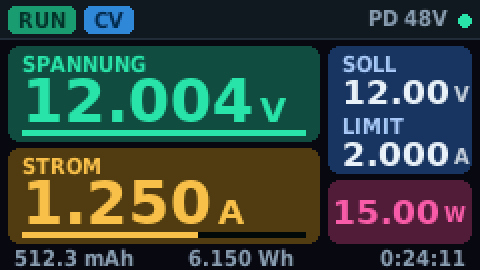 RUN CV PD 48V
SPANNUNG
12.004 V
SOLL
12.00 V
LIMIT
2.000 A
STROM
1.250 A
15.00 W
512.3 mAh 6.150 Wh 0:24:11